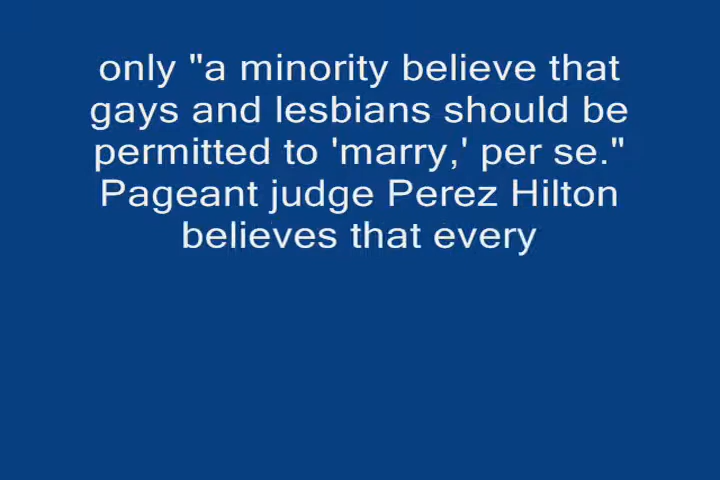 only "a minority believe that
gays and lesbians should be
permitted to 'marry,' per se."
Pageant judge Perez Hilton
believes that every